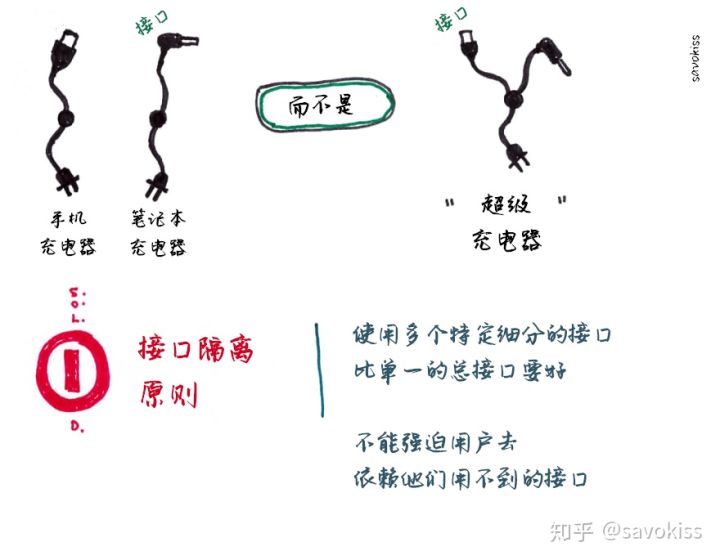 接口
接口
savokiss
而不是
手机
充电器
笔记本
充电器
" 超级 "
充电器
S.
O.
L.
I
D.
接口隔离
原则
使用多个特定细分的接口
比单一的总接口要好
不能强迫用户去
依赖他们用不到的接口
知乎 @savokiss